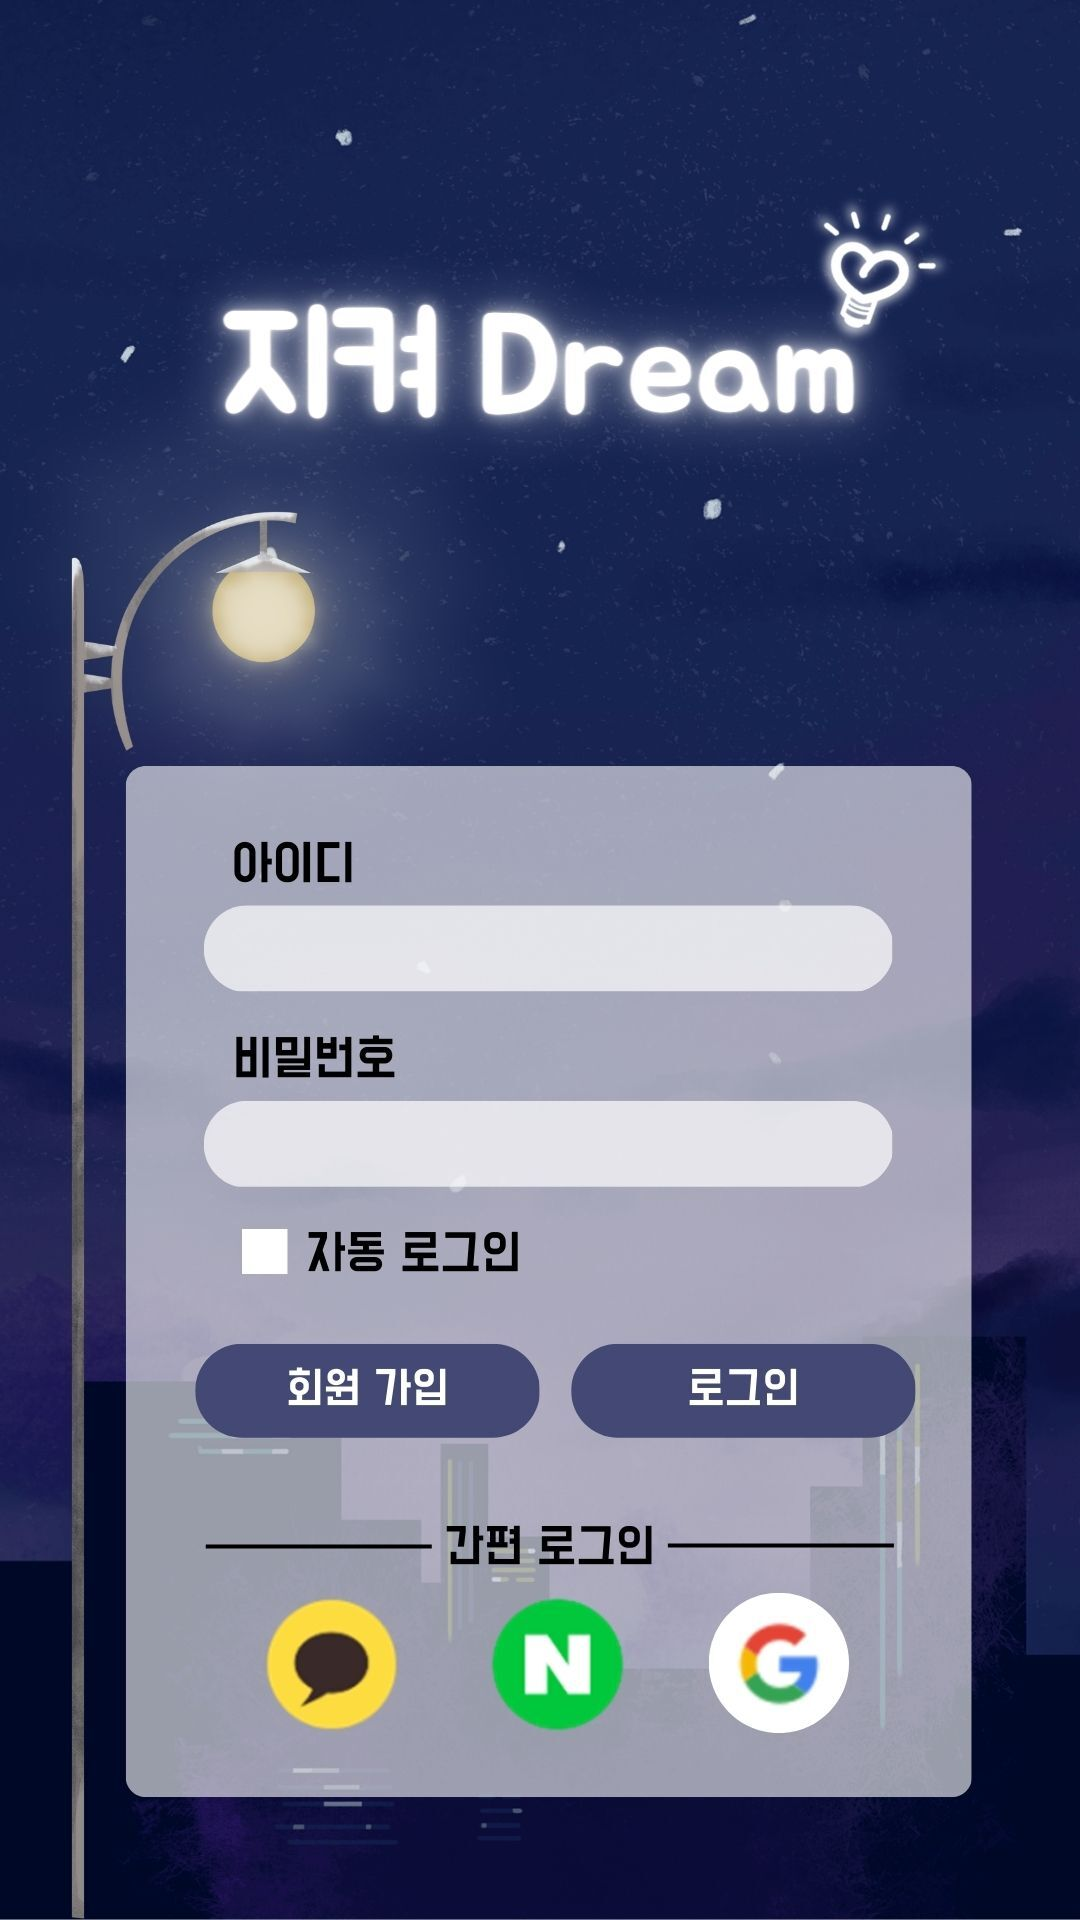 지켜 Dream
아이디
비밀번호
자동 로그인
회원 가입
로그인
간편 로그인
N
G